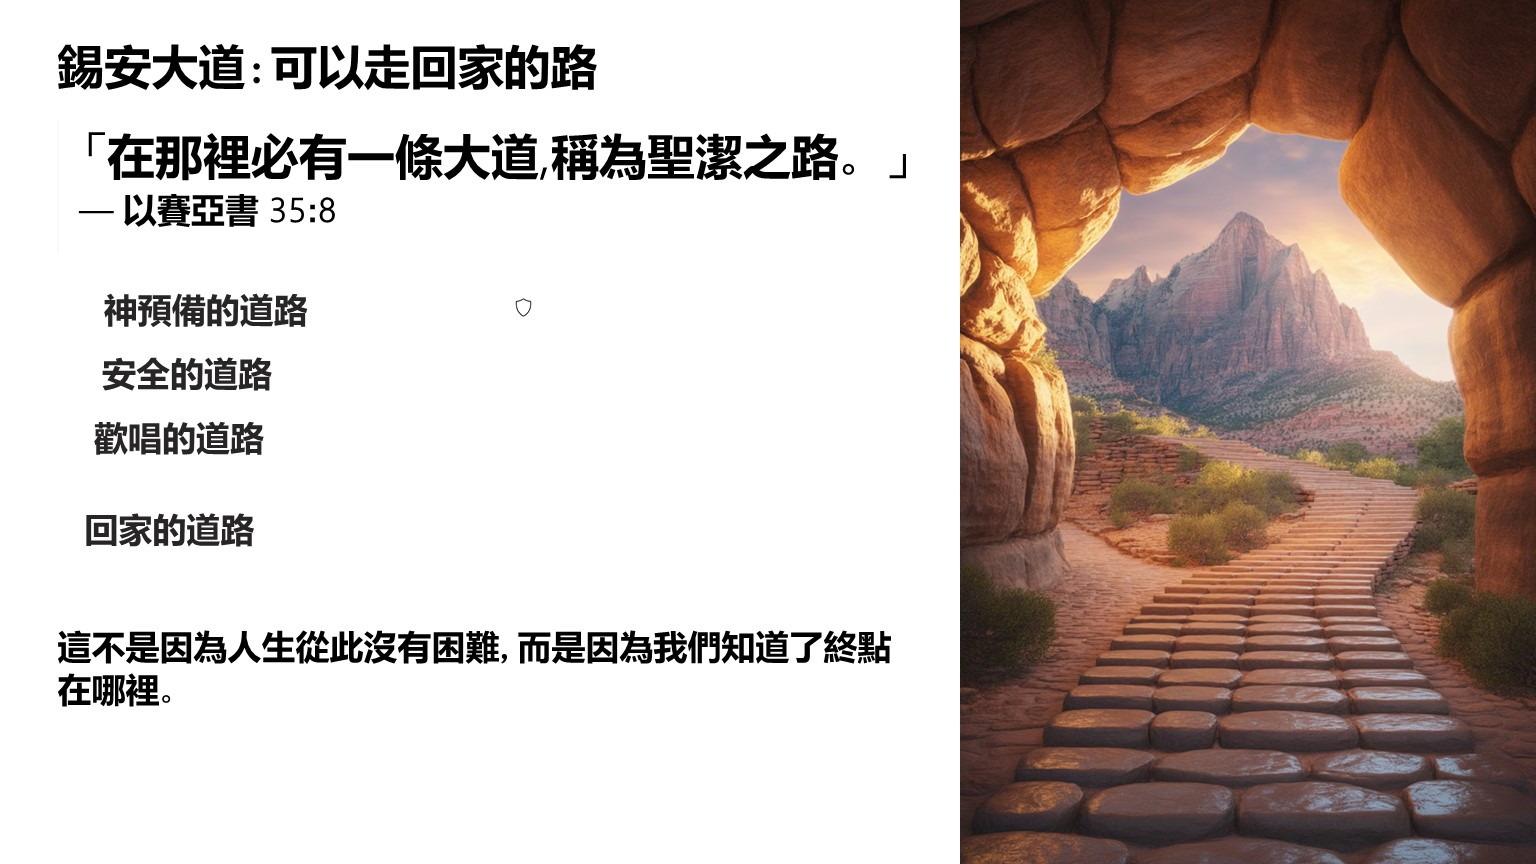 錫安大道:可以走回家的路
「在那裡必有一條大道,稱為聖潔之路。」
— 以賽亞書 35:8
神預備的道路
安全的道路
歡唱的道路
回家的道路
這不是因為人生從此沒有困難,而是因為我們知道了終點
在哪裡。